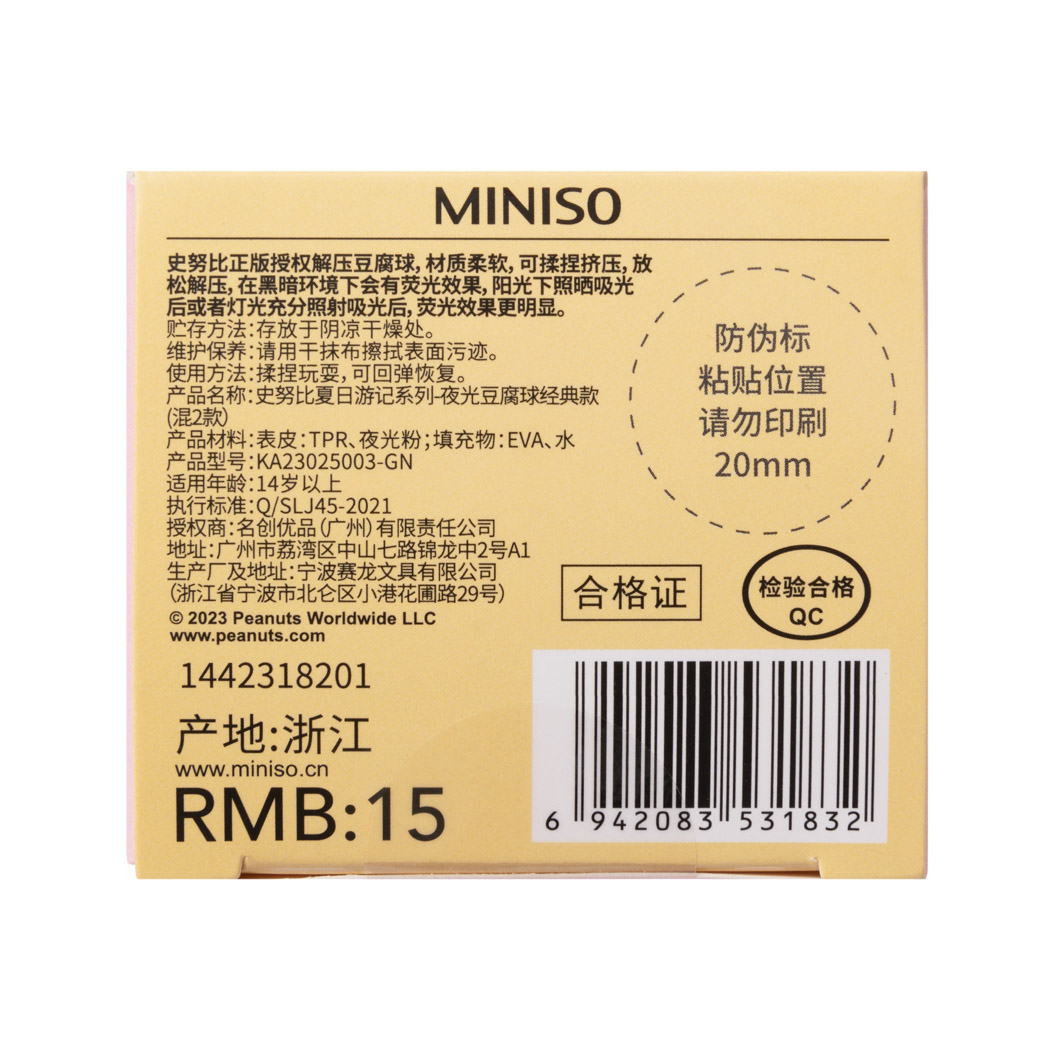 MINISO
史努比正版授权解压豆腐球，材质柔软，可揉捏挤压，放
松解压，在黑暗环境下会有荧光效果，阳光下照晒吸光
后或者灯光充分照射吸光后，荧光效果更明显。
贮存方法：存放于阴凉干燥处。
维护保养：请用干抹布擦拭表面污迹。
使用方法：揉捏玩耍，可回弹恢复。
产品名称：史努比夏日游记系列-夜光豆腐球经典款
(混2款)
产品材料：表皮：TPR、夜光粉；填充物：EVA、水
产品型号：KA23025003-GN
适用年龄：14岁以上
执行标准：Q/SLJ45-2021
授权商：名创优品（广州）有限责任公司
地址：广州市荔湾区中山七路锦龙中2号A1
生产厂及地址：宁波赛龙文具有限公司
（浙江省宁波市北仑区小港花圃路29号）
© 2023 Peanuts Worldwide LLC
www.peanuts.com
1442318201
产地:浙江
www.miniso.cn
RMB:15
防伪标
粘贴位置
请勿印刷
20mm
合格证
检验合格
QC
6 942083 531832